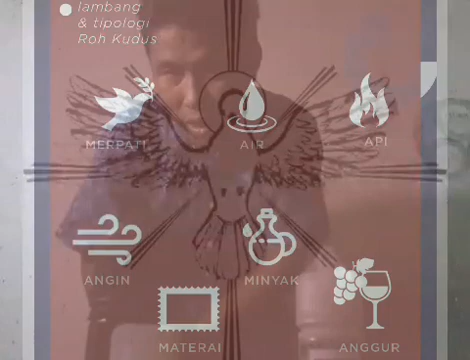 lambang
& tipologi
Roh Kudus
MERPATI
AIR
API
ANGIN
MINYAK
MATERAI
ANGGUR